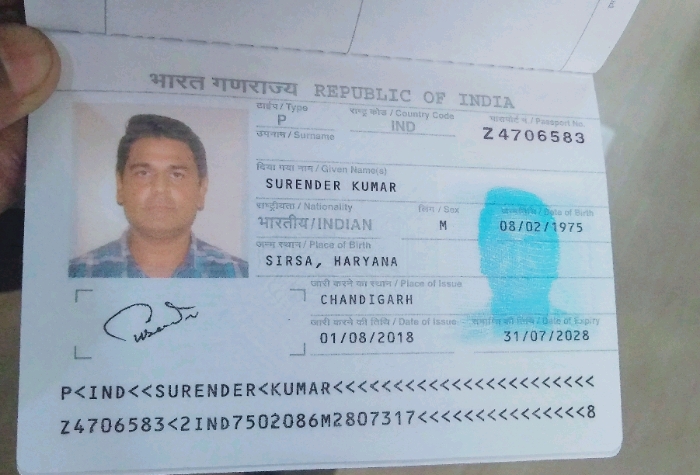 भारत गणराज्य REPUBLIC OF INDIA
टाईप / Type राष्ट्र कोड / Country Code पासपोर्ट नं. / Passport No.
P IND Z4706583
उपनाम / Surname
दिया गया नाम / Given Name(s)
SURENDER KUMAR
राष्ट्रीयता / Nationality लिंग / Sex जन्मतिथि / Date of Birth
भारतीय/INDIAN M 08/02/1975
जन्म स्थान / Place of Birth
SIRSA, HARYANA
जारी करने का स्थान / Place of Issue
CHANDIGARH
जारी करने की तिथि / Date of Issue समाप्ति की तिथि / Date of Expiry
01/08/2018 31/07/2028
P<IND<<SURENDER<KUMAR<<<<<<<<<<<<<<<<<<<<<<<
Z4706583<2IND7502086M2807317<<<<<<<<<<<<<<<8